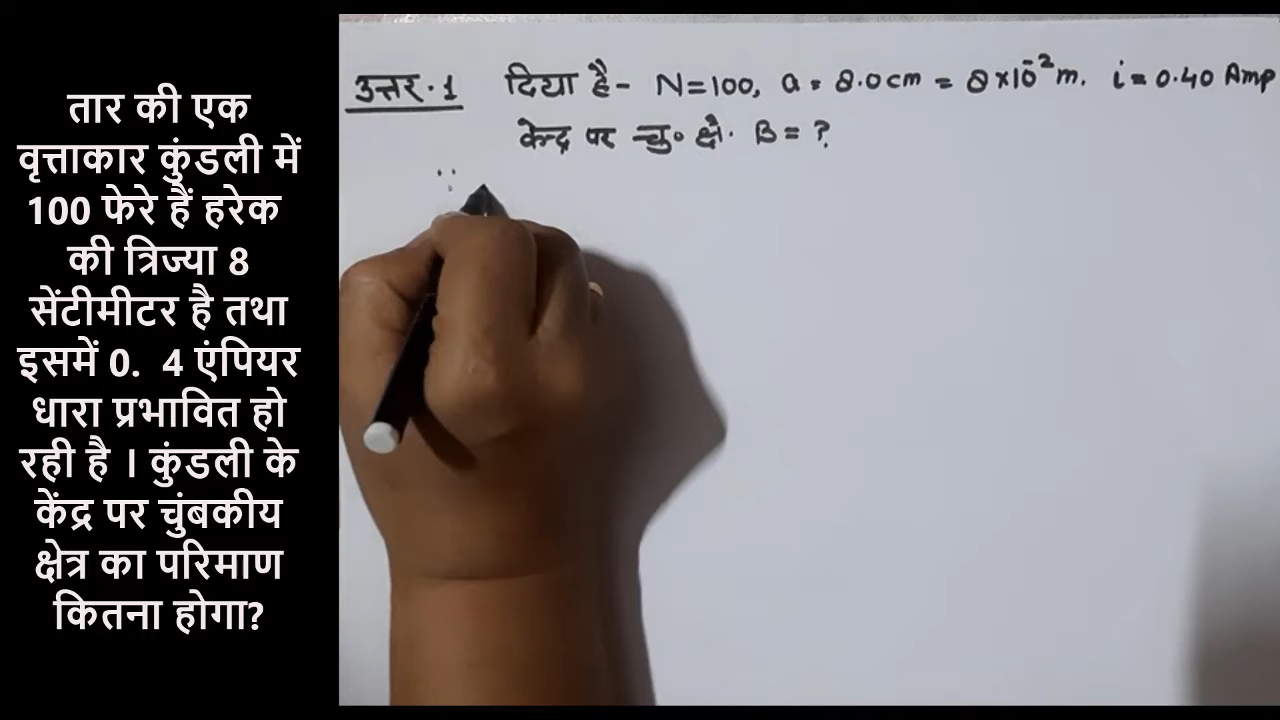 तार की एक
वृत्ताकार कुंडली में
100 फेरे हैं हरेक
की त्रिज्या 8
सेंटीमीटर है तथा
इसमें 0. 4 एंपियर
धारा प्रभावित हो
रही है । कुंडली के
केंद्र पर चुंबकीय
क्षेत्र का परिमाण
कितना होगा?
उत्तर·1 दिया है- N=100, a = 8.0cm = 8×10⁻²m. i = 0.40 Amp
केन्द्र पर चु० क्षे· B = ?